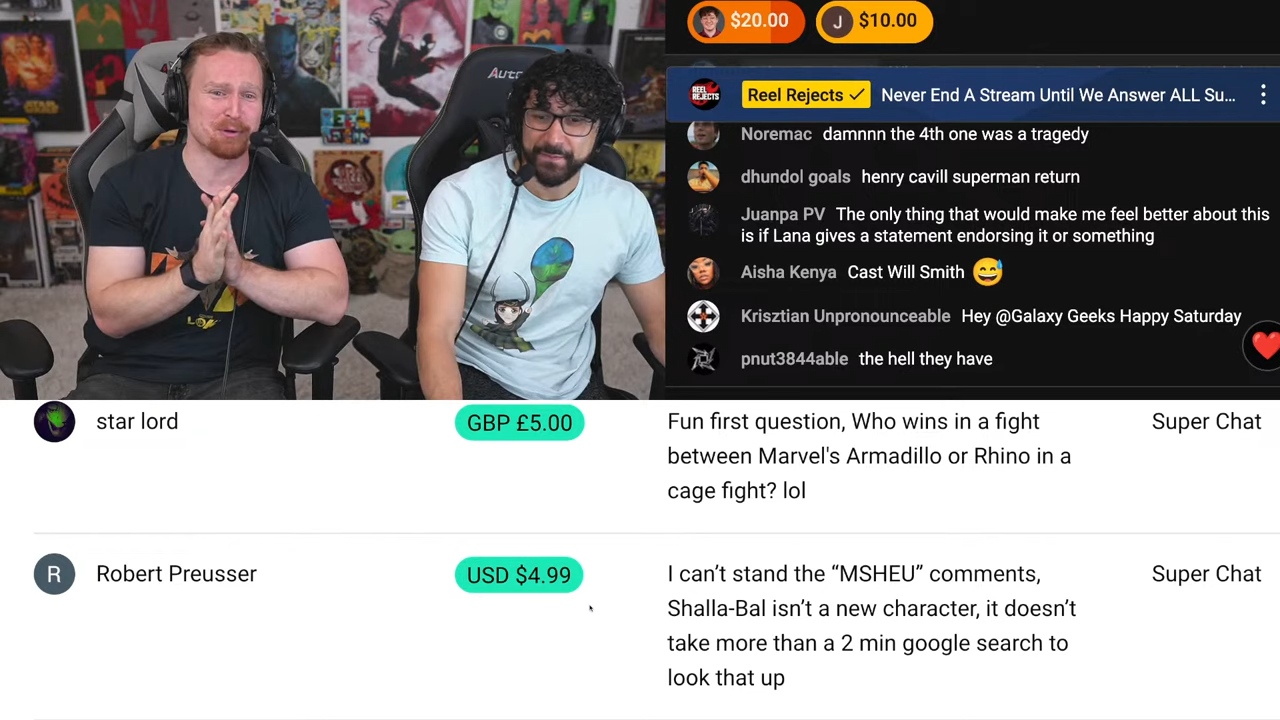 AUTO
$20.00
J $10.00
REEL REJECTS
Reel Rejects Never End A Stream Until We Answer ALL Su...
Noremac damnnn the 4th one was a tragedy
dhundol goals henry cavill superman return
Juanpa PV The only thing that would make me feel better about this
is if Lana gives a statement endorsing it or something
Aisha Kenya Cast Will Smith 😅
Krisztian Unpronounceable Hey @Galaxy Geeks Happy Saturday
pnut3844able the hell they have
star lord GBP £5.00 Fun first question, Who wins in a fight Super Chat
between Marvel's Armadillo or Rhino in a
cage fight? lol
R Robert Preusser USD $4.99 I can’t stand the “MSHEU” comments, Super Chat
Shalla-Bal isn’t a new character, it doesn’t
take more than a 2 min google search to
look that up